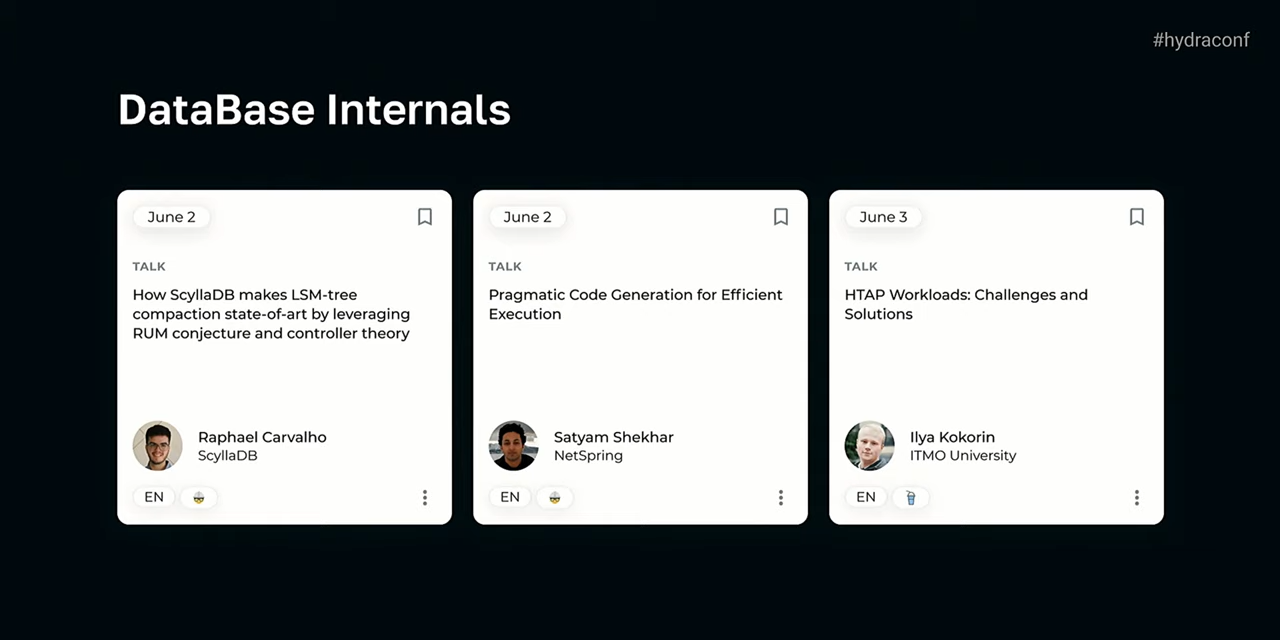 #hydraconf
DataBase Internals
June 2
TALK
How ScyllaDB makes LSM-tree
compaction state-of-art by leveraging
RUM conjecture and controller theory
Raphael Carvalho
ScyllaDB
EN
June 2
TALK
Pragmatic Code Generation for Efficient
Execution
Satyam Shekhar
NetSpring
EN
June 3
TALK
HTAP Workloads: Challenges and
Solutions
Ilya Kokorin
ITMO University
EN